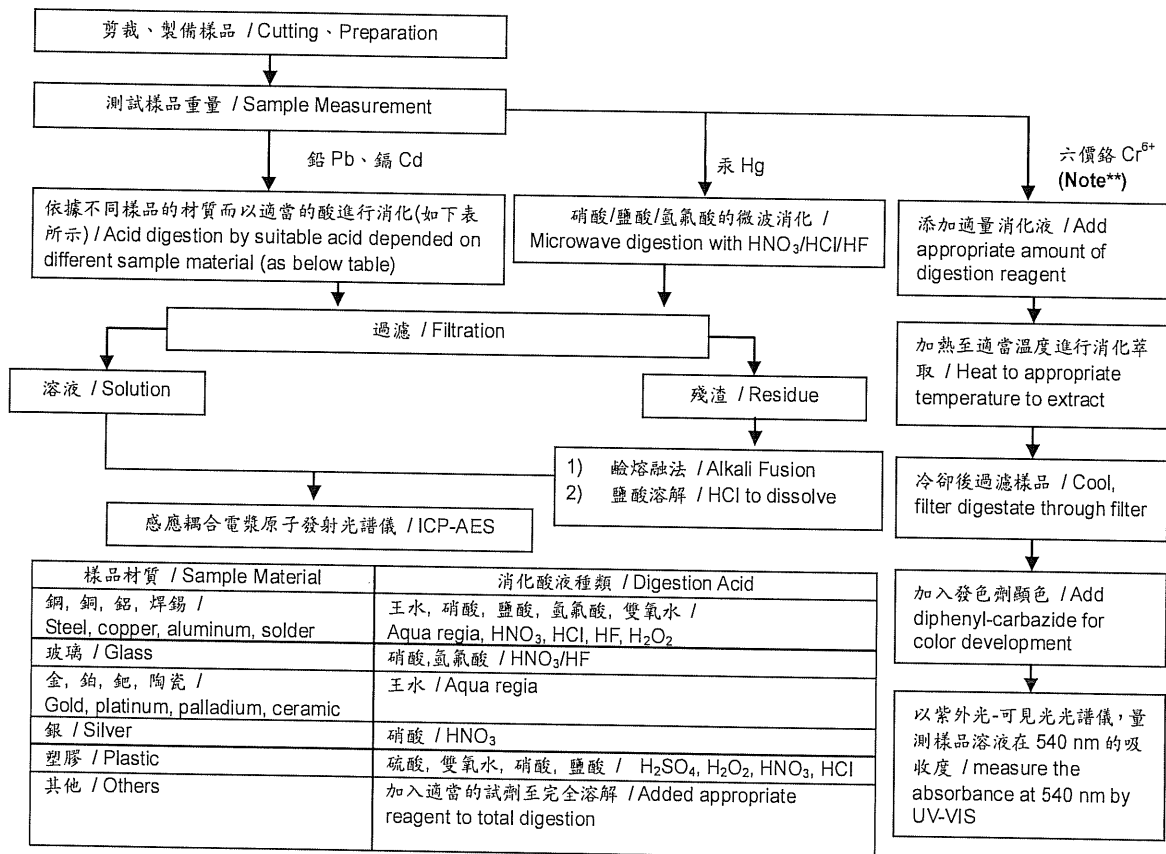 剪裁、製備樣品 / Cutting、Preparation
測試樣品重量 / Sample Measurement
鉛 Pb、鎘 Cd
汞 Hg
六價鉻 Cr⁶⁺
(Note**)
依據不同樣品的材質而以適當的酸進行消化(如下表
所示) / Acid digestion by suitable acid depended on
different sample material (as below table)
硝酸/鹽酸/氫氟酸的微波消化 /
Microwave digestion with HNO₃/HCl/HF
添加適量消化液 / Add
appropriate amount of
digestion reagent
過濾 / Filtration
溶液 / Solution
殘渣 / Residue
加熱至適當溫度進行消化萃
取 / Heat to appropriate
temperature to extract
1) 鹼熔融法 / Alkali Fusion
2) 鹽酸溶解 / HCl to dissolve
感應耦合電漿原子發射光譜儀 / ICP-AES
冷卻後過濾樣品 / Cool,
filter digestate through filter
加入發色劑顯色 / Add
diphenyl-carbazide for
color development
以紫外光-可見光光譜儀，量
測樣品溶液在 540 nm 的吸
收度 / measure the
absorbance at 540 nm by
UV-VIS
樣品材質 / Sample Material
消化酸液種類 / Digestion Acid
鋼, 銅, 鋁, 焊錫 /
Steel, copper, aluminum, solder
王水, 硝酸, 鹽酸, 氫氟酸, 雙氧水 /
Aqua regia, HNO₃, HCl, HF, H₂O₂
玻璃 / Glass
硝酸,氫氟酸 / HNO₃/HF
金, 鉑, 鈀, 陶瓷 /
Gold, platinum, palladium, ceramic
王水 / Aqua regia
銀 / Silver
硝酸 / HNO₃
塑膠 / Plastic
硫酸, 雙氧水, 硝酸, 鹽酸 / H₂SO₄, H₂O₂, HNO₃, HCl
其他 / Others
加入適當的試劑至完全溶解 / Added appropriate
reagent to total digestion